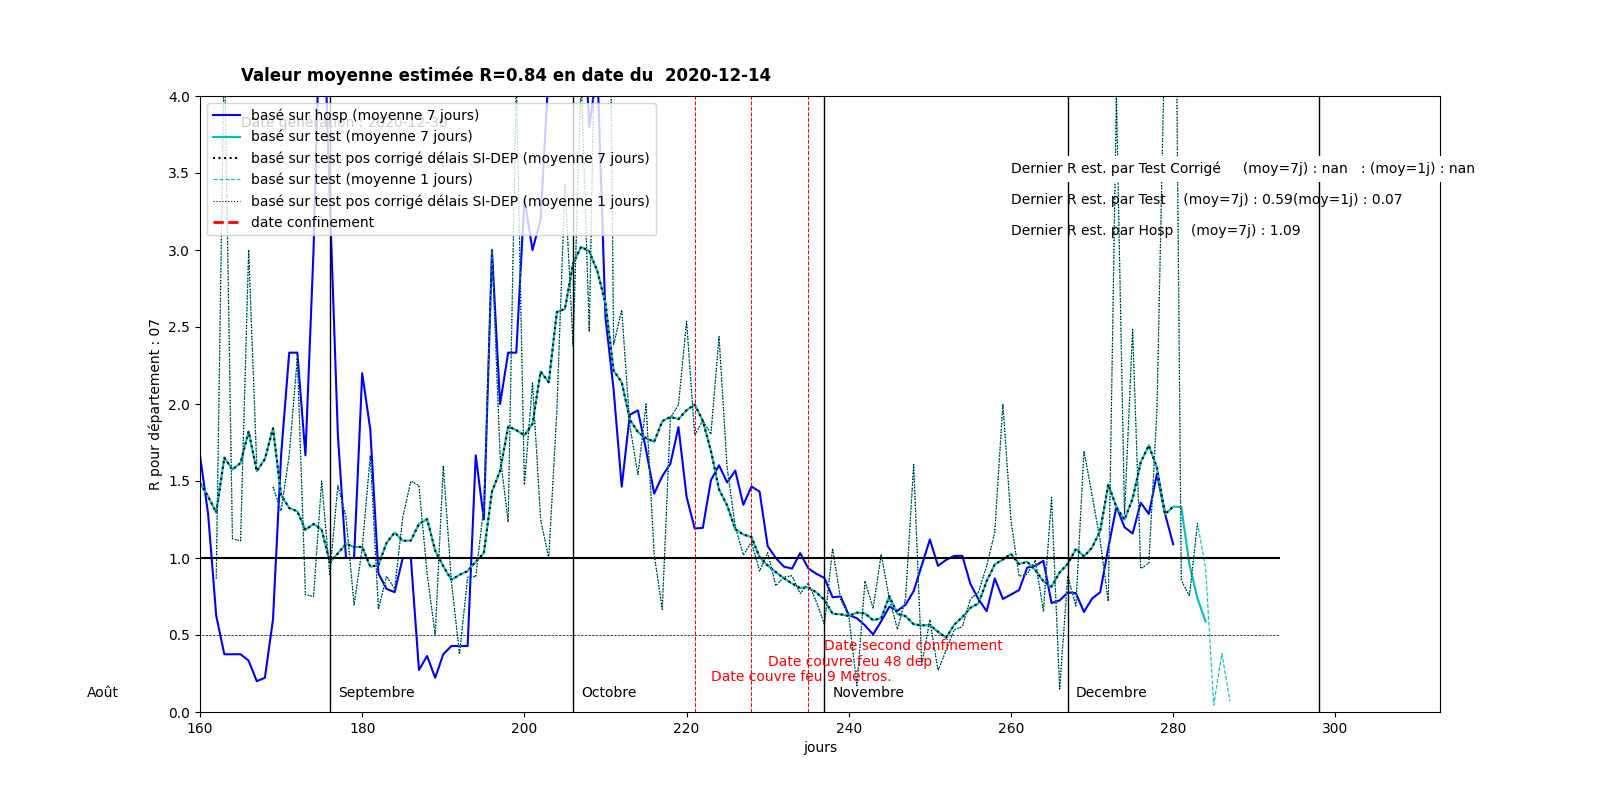 Valeur moyenne estimée R=0.84 en date du  2020-12-14
Date génération : 2020-12-30
basé sur hosp (moyenne 7 jours)
basé sur test (moyenne 7 jours)
basé sur test pos corrigé délais SI-DEP (moyenne 7 jours)
basé sur test (moyenne 1 jours)
basé sur test pos corrigé délais SI-DEP (moyenne 1 jours)
date confinement
Dernier R est. par Test Corrigé     (moy=7j) : nan   : (moy=1j) : nan
Dernier R est. par Test    (moy=7j) : 0.59(moy=1j) : 0.07
Dernier R est. par Hosp    (moy=7j) : 1.09
4.0
3.5
3.0
2.5
2.0
1.5
1.0
0.5
0.0
R pour département : 07
Date second confinement
Date couvre feu 48 dep
Date couvre feu 9 Métros.
Août
Septembre
Octobre
Novembre
Decembre
160
180
200
220
240
260
280
300
jours